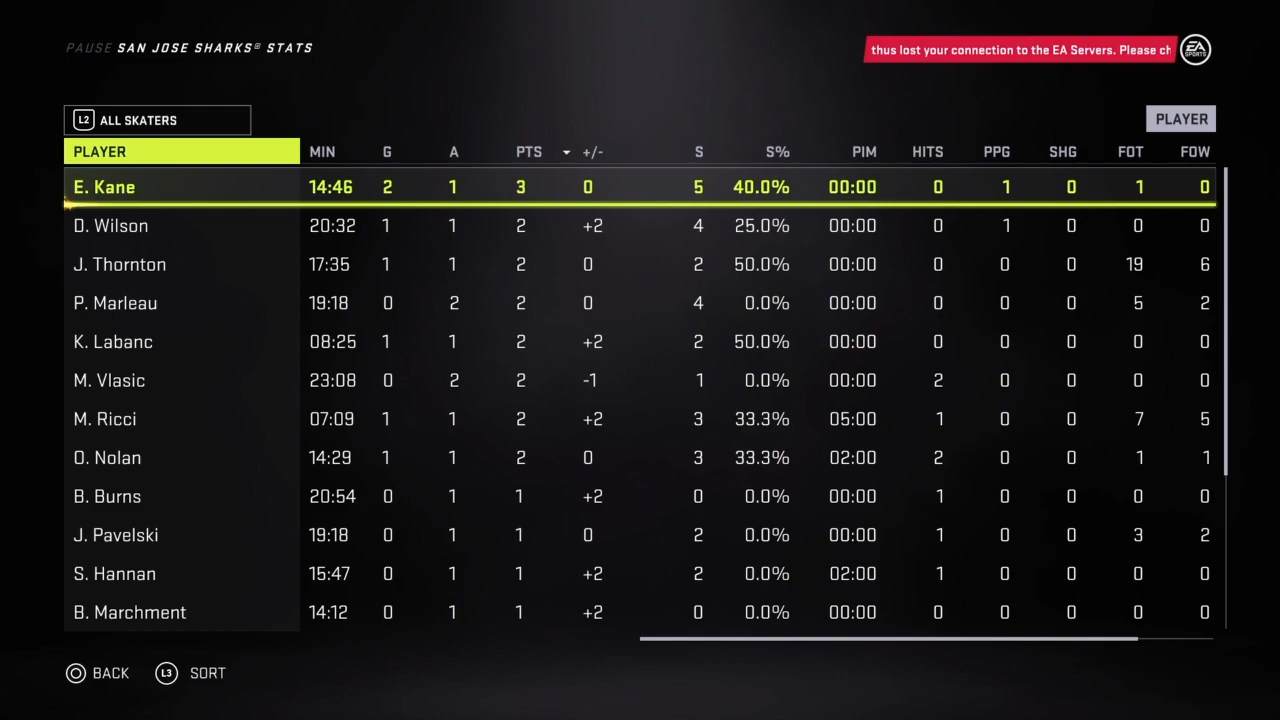 PAUSE SAN JOSE SHARKS® STATS
thus lost your connection to the EA Servers. Please ch
EA SPORTS
L2 ALL SKATERS
PLAYER
PLAYER MIN G A PTS +/- S S% PIM HITS PPG SHG FOT FOW
E. Kane 14:46 2 1 3 0 5 40.0% 00:00 0 1 0 1 0
D. Wilson 20:32 1 1 2 +2 4 25.0% 00:00 0 1 0 0 0
J. Thornton 17:35 1 1 2 0 2 50.0% 00:00 0 0 0 19 6
P. Marleau 19:18 0 2 2 0 4 0.0% 00:00 0 0 0 5 2
K. Labanc 08:25 1 1 2 +2 2 50.0% 00:00 0 0 0 0 0
M. Vlasic 23:08 0 2 2 -1 1 0.0% 00:00 2 0 0 0 0
M. Ricci 07:09 1 1 2 +2 3 33.3% 05:00 1 0 0 7 5
O. Nolan 14:29 1 1 2 0 3 33.3% 02:00 2 0 0 1 1
B. Burns 20:54 0 1 1 +2 0 0.0% 00:00 1 0 0 0 0
J. Pavelski 19:18 0 1 1 0 2 0.0% 00:00 1 0 0 3 2
S. Hannan 15:47 0 1 1 +2 2 0.0% 02:00 1 0 0 0 0
B. Marchment 14:12 0 1 1 +2 0 0.0% 00:00 0 0 0 0 0
BACK L3 SORT